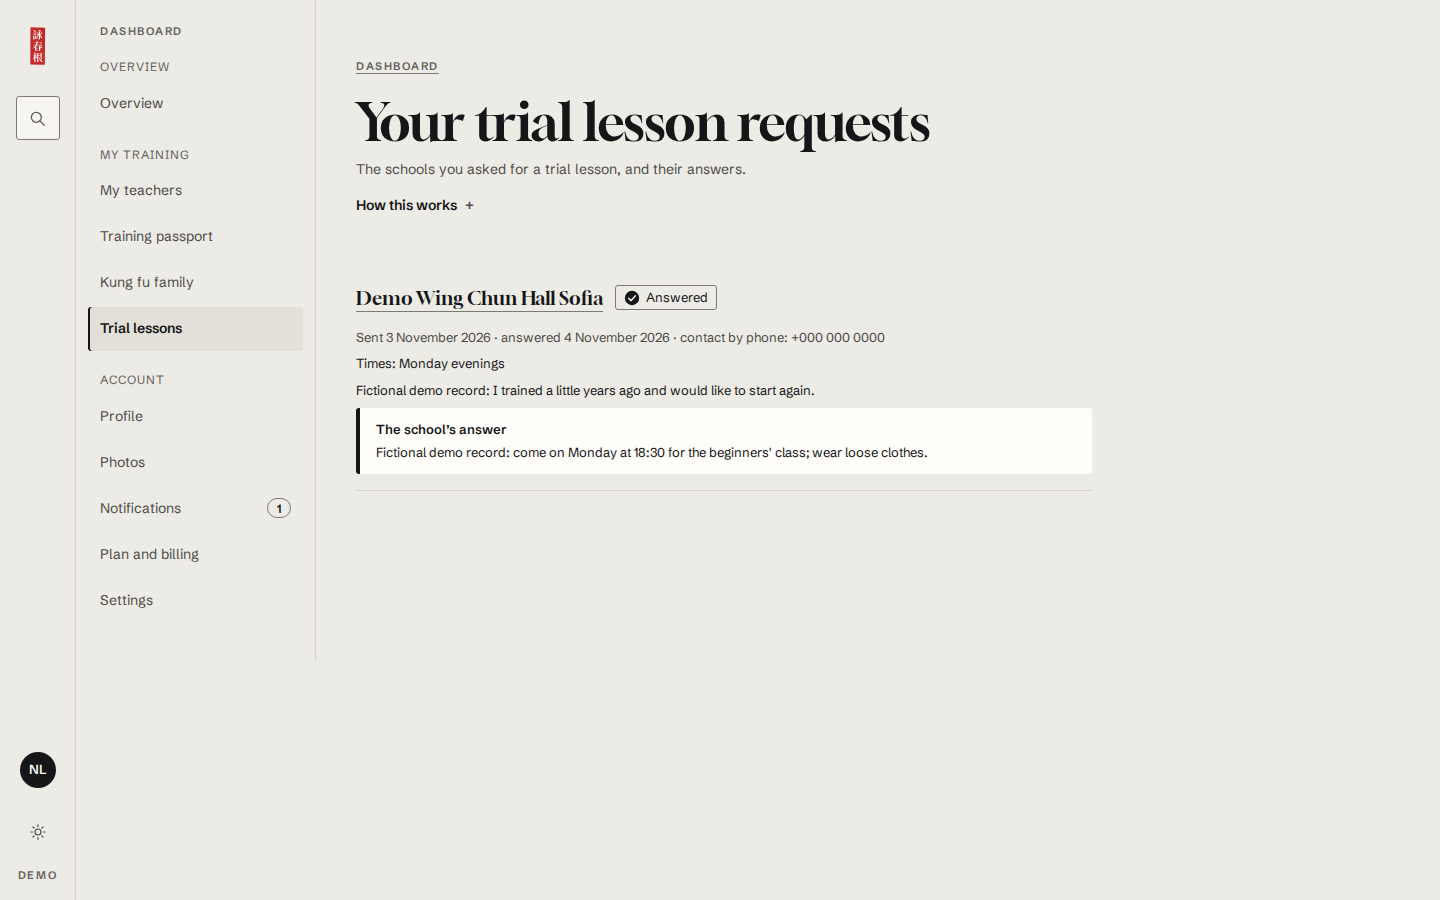 詠春根
DASHBOARD
OVERVIEW
Overview
MY TRAINING
My teachers
Training passport
Kung fu family
Trial lessons
ACCOUNT
Profile
Photos
Notifications 1
Plan and billing
Settings
NL
DEMO
DASHBOARD
Your trial lesson requests
The schools you asked for a trial lesson, and their answers.
How this works +
Demo Wing Chun Hall Sofia Answered
Sent 3 November 2026 · answered 4 November 2026 · contact by phone: +000 000 0000
Times: Monday evenings
Fictional demo record: I trained a little years ago and would like to start again.
The school’s answer
Fictional demo record: come on Monday at 18:30 for the beginners' class; wear loose clothes.